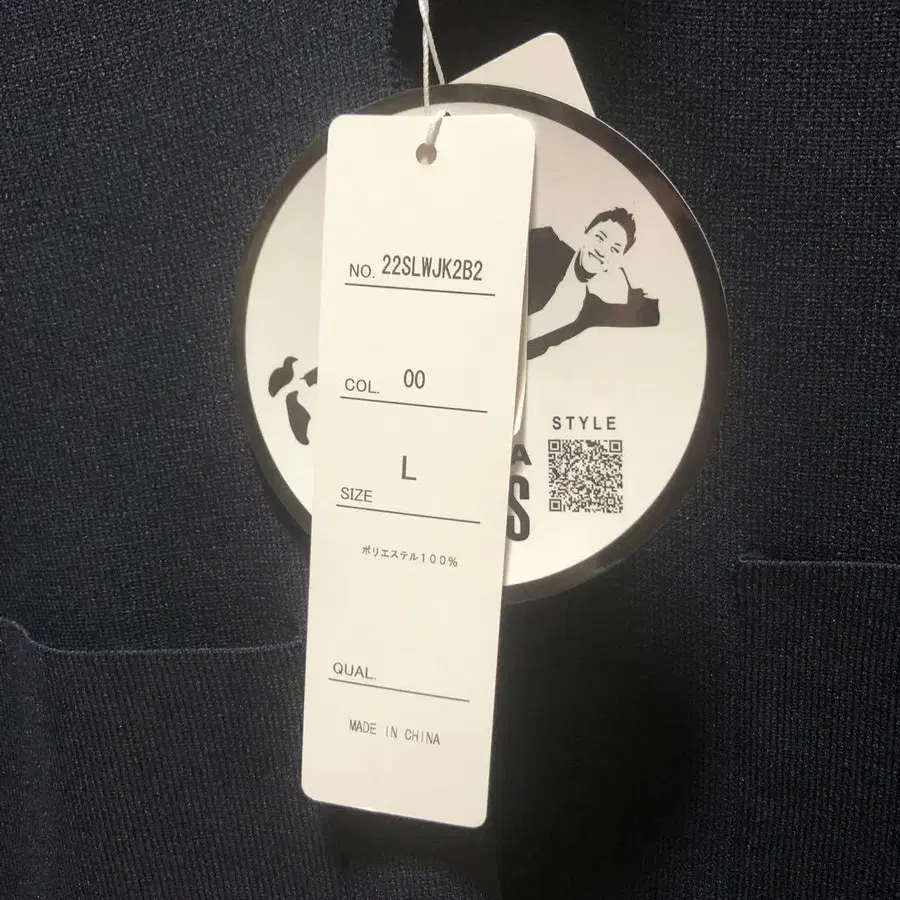 NO. 22SLWJK2B2
COL. 00
SIZE L
ポリエステル100%
QUAL.
MADE IN CHINA
STYLE